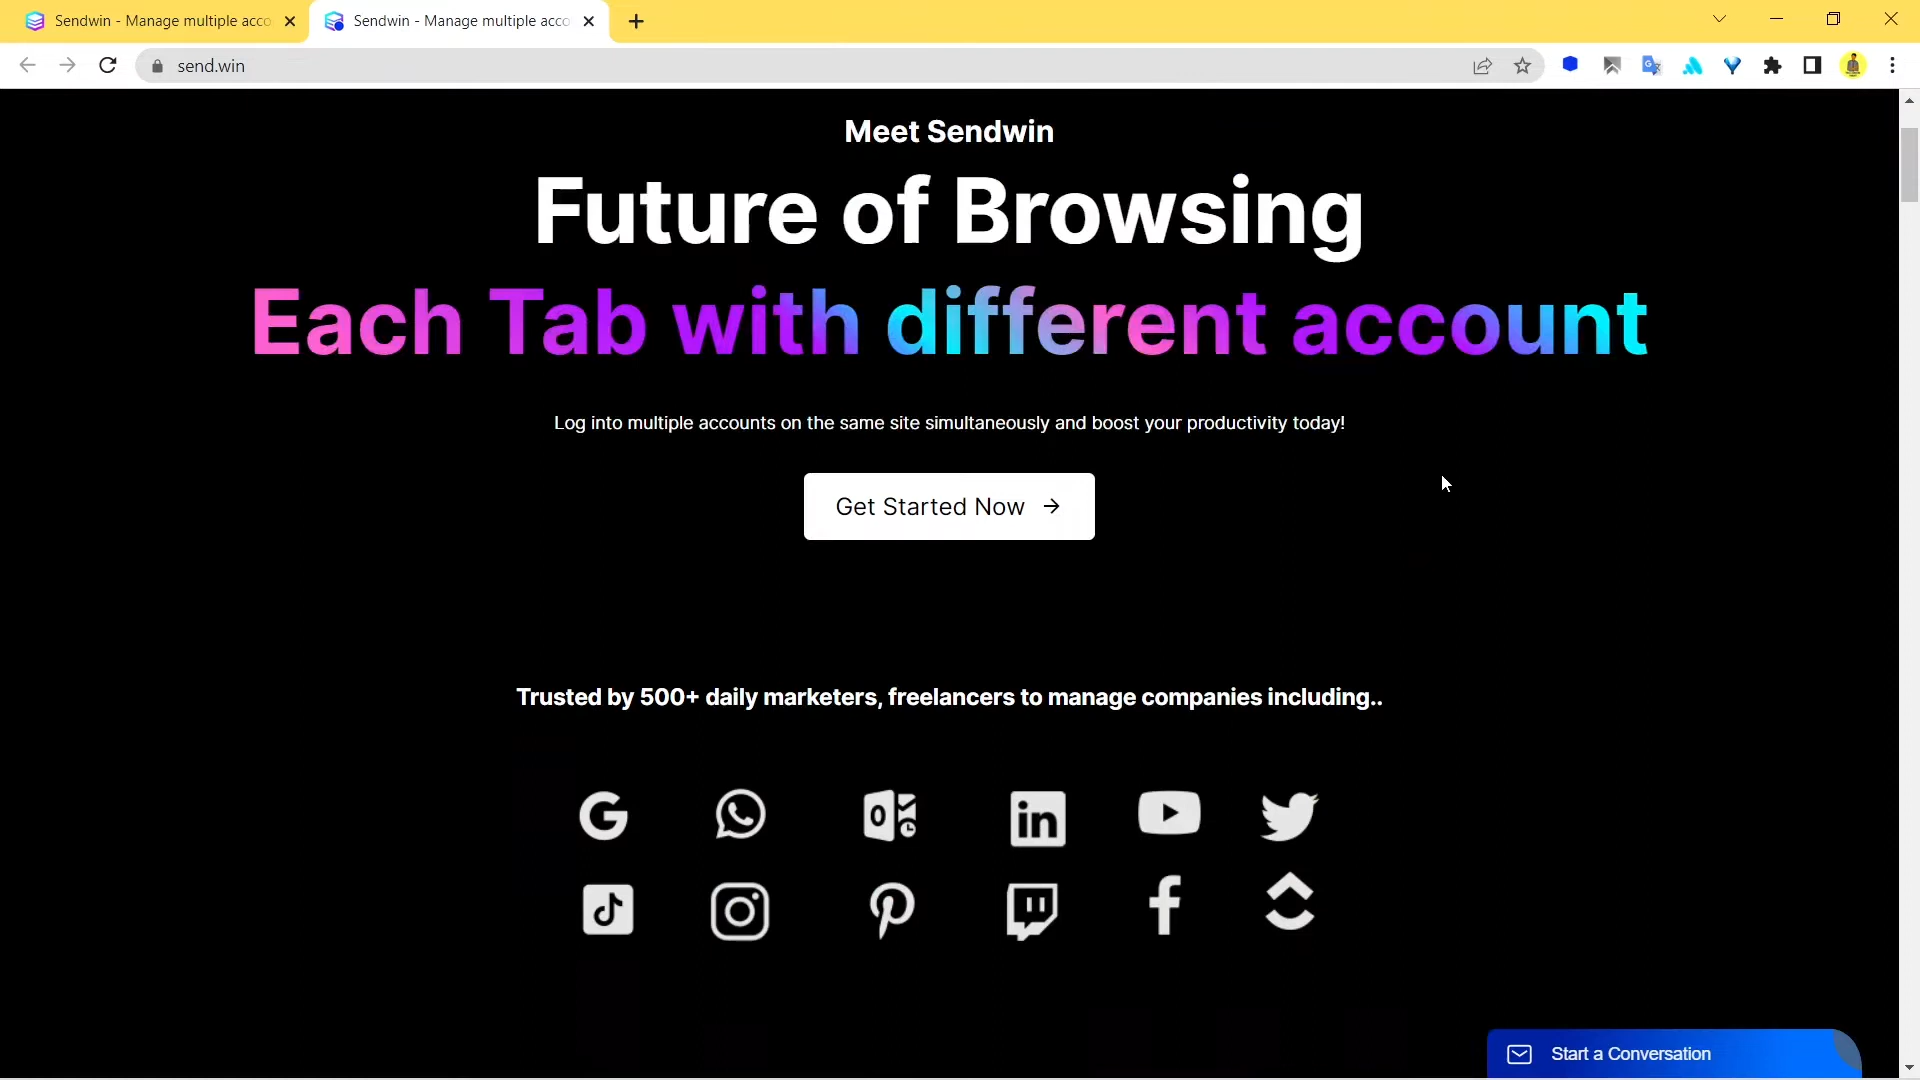 Sendwin - Manage multiple acco
Sendwin - Manage multiple acco
send.win
Meet Sendwin
Future of Browsing
Each Tab with different account
Log into multiple accounts on the same site simultaneously and boost your productivity today!
Get Started Now →
Trusted by 500+ daily marketers, freelancers to manage companies including..
Start a Conversation